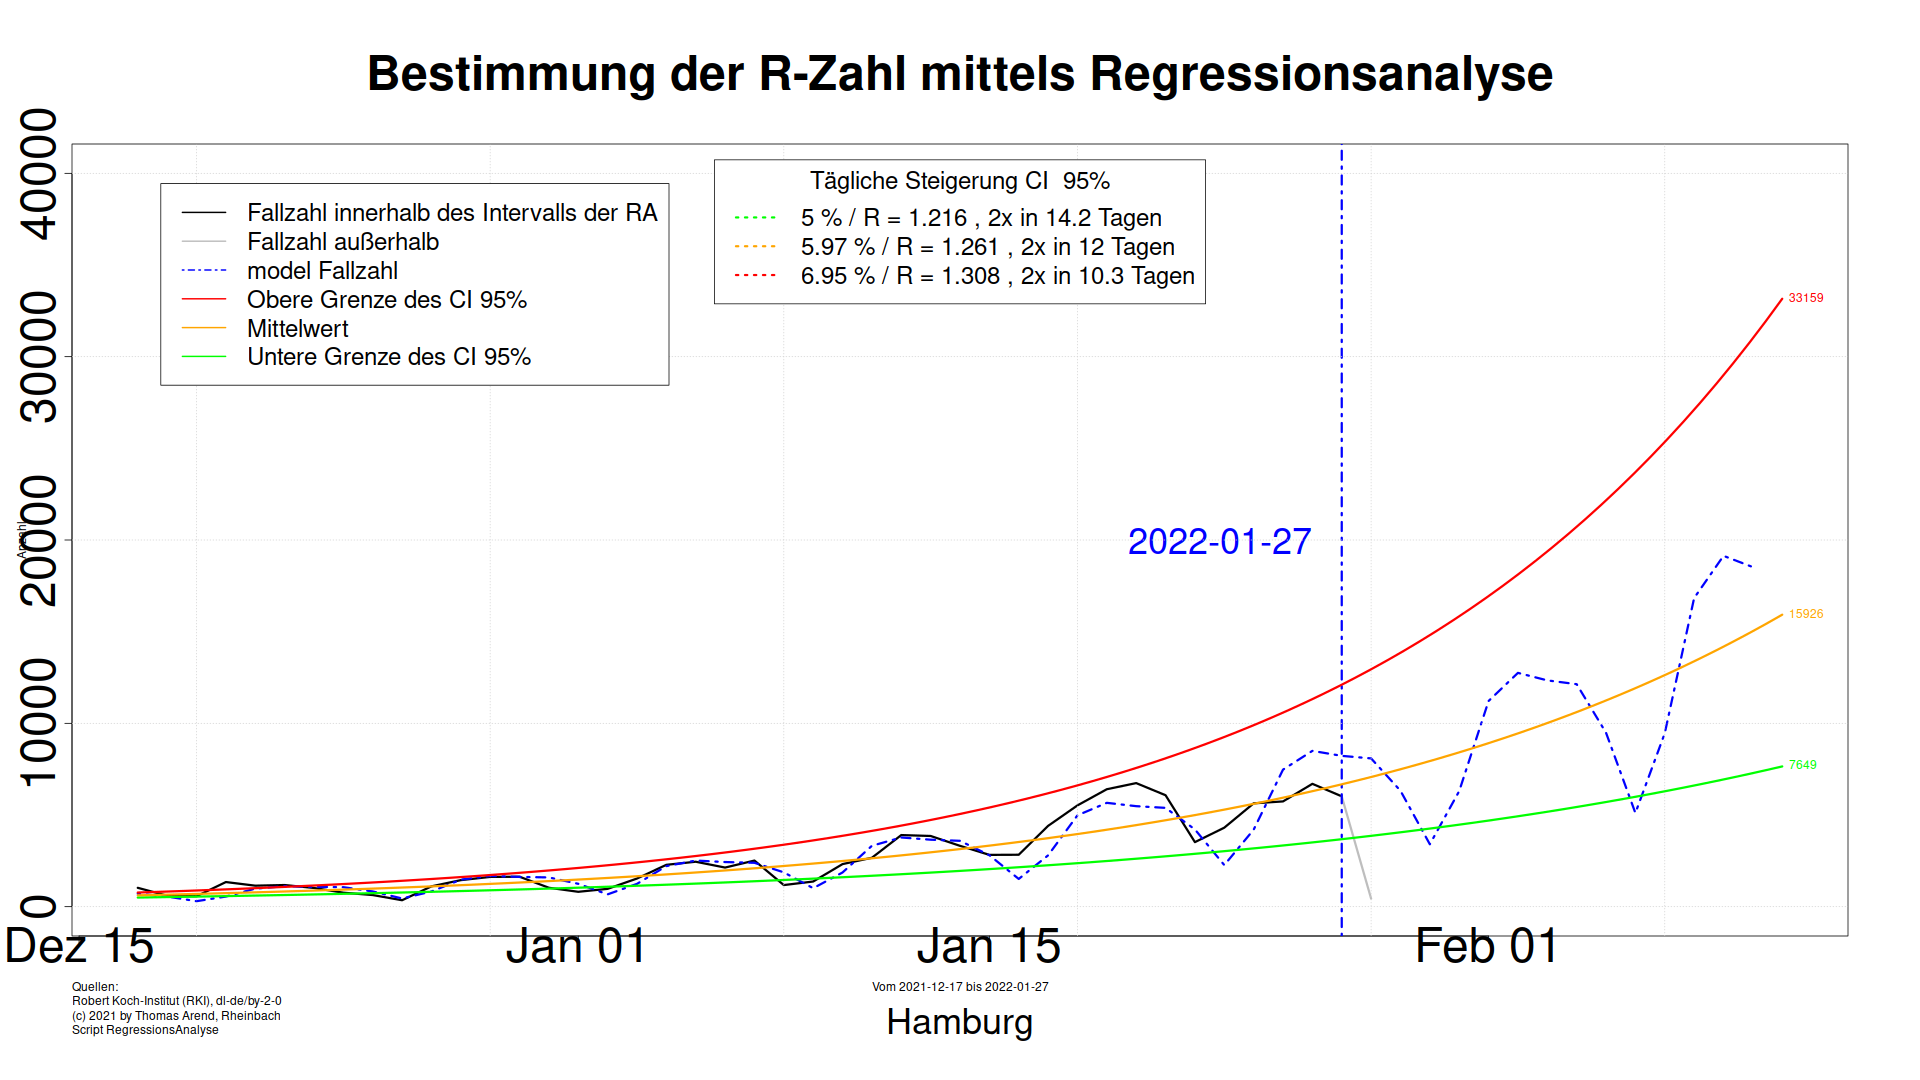 Bestimmung der R-Zahl mittels Regressionsanalyse
40000
30000
20000
10000
0
Anzahl
Fallzahl innerhalb des Intervalls der RA
Fallzahl außerhalb
model Fallzahl
Obere Grenze des CI 95%
Mittelwert
Untere Grenze des CI 95%
Tägliche Steigerung CI  95%
5 % / R = 1.216 , 2x in 14.2 Tagen
5.97 % / R = 1.261 , 2x in 12 Tagen
6.95 % / R = 1.308 , 2x in 10.3 Tagen
33159
2022-01-27
15926
7649
Dez 15
Jan 01
Jan 15
Feb 01
Quellen:
Robert Koch-Institut (RKI), dl-de/by-2-0
(c) 2021 by Thomas Arend, Rheinbach
Script RegressionsAnalyse
Vom 2021-12-17 bis 2022-01-27
Hamburg